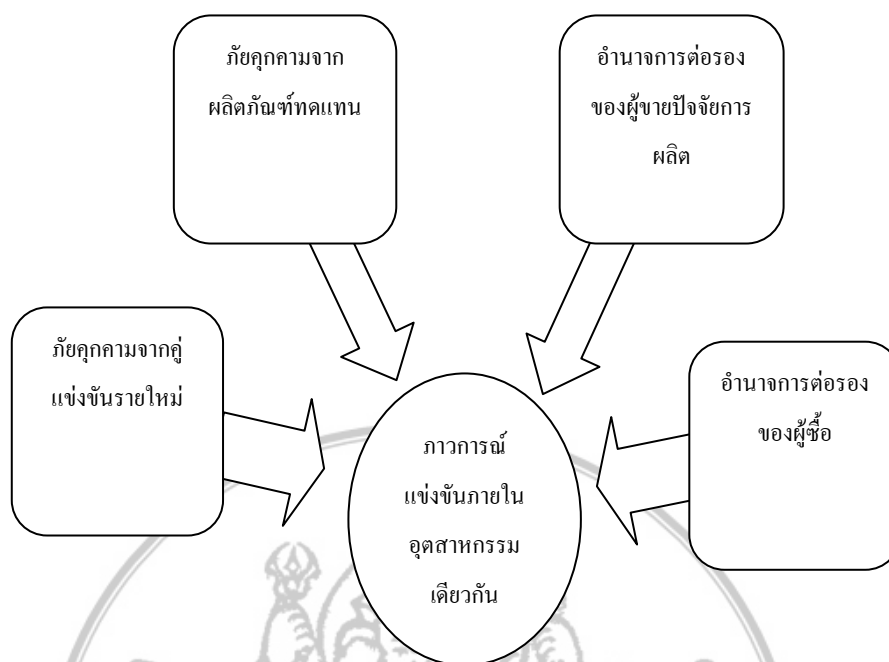 ภัยคุกคามจาก
ผลิตภัณฑ์ทดแทน
อำนาจการต่อรอง
ของผู้ขายปัจจัยการ
ผลิต
ภัยคุกคามจากคู่
แข่งขันรายใหม่
อำนาจการต่อรอง
ของผู้ซื้อ
ภาวการณ์
แข่งขันภายใน
อุตสาหกรรม
เดียวกัน